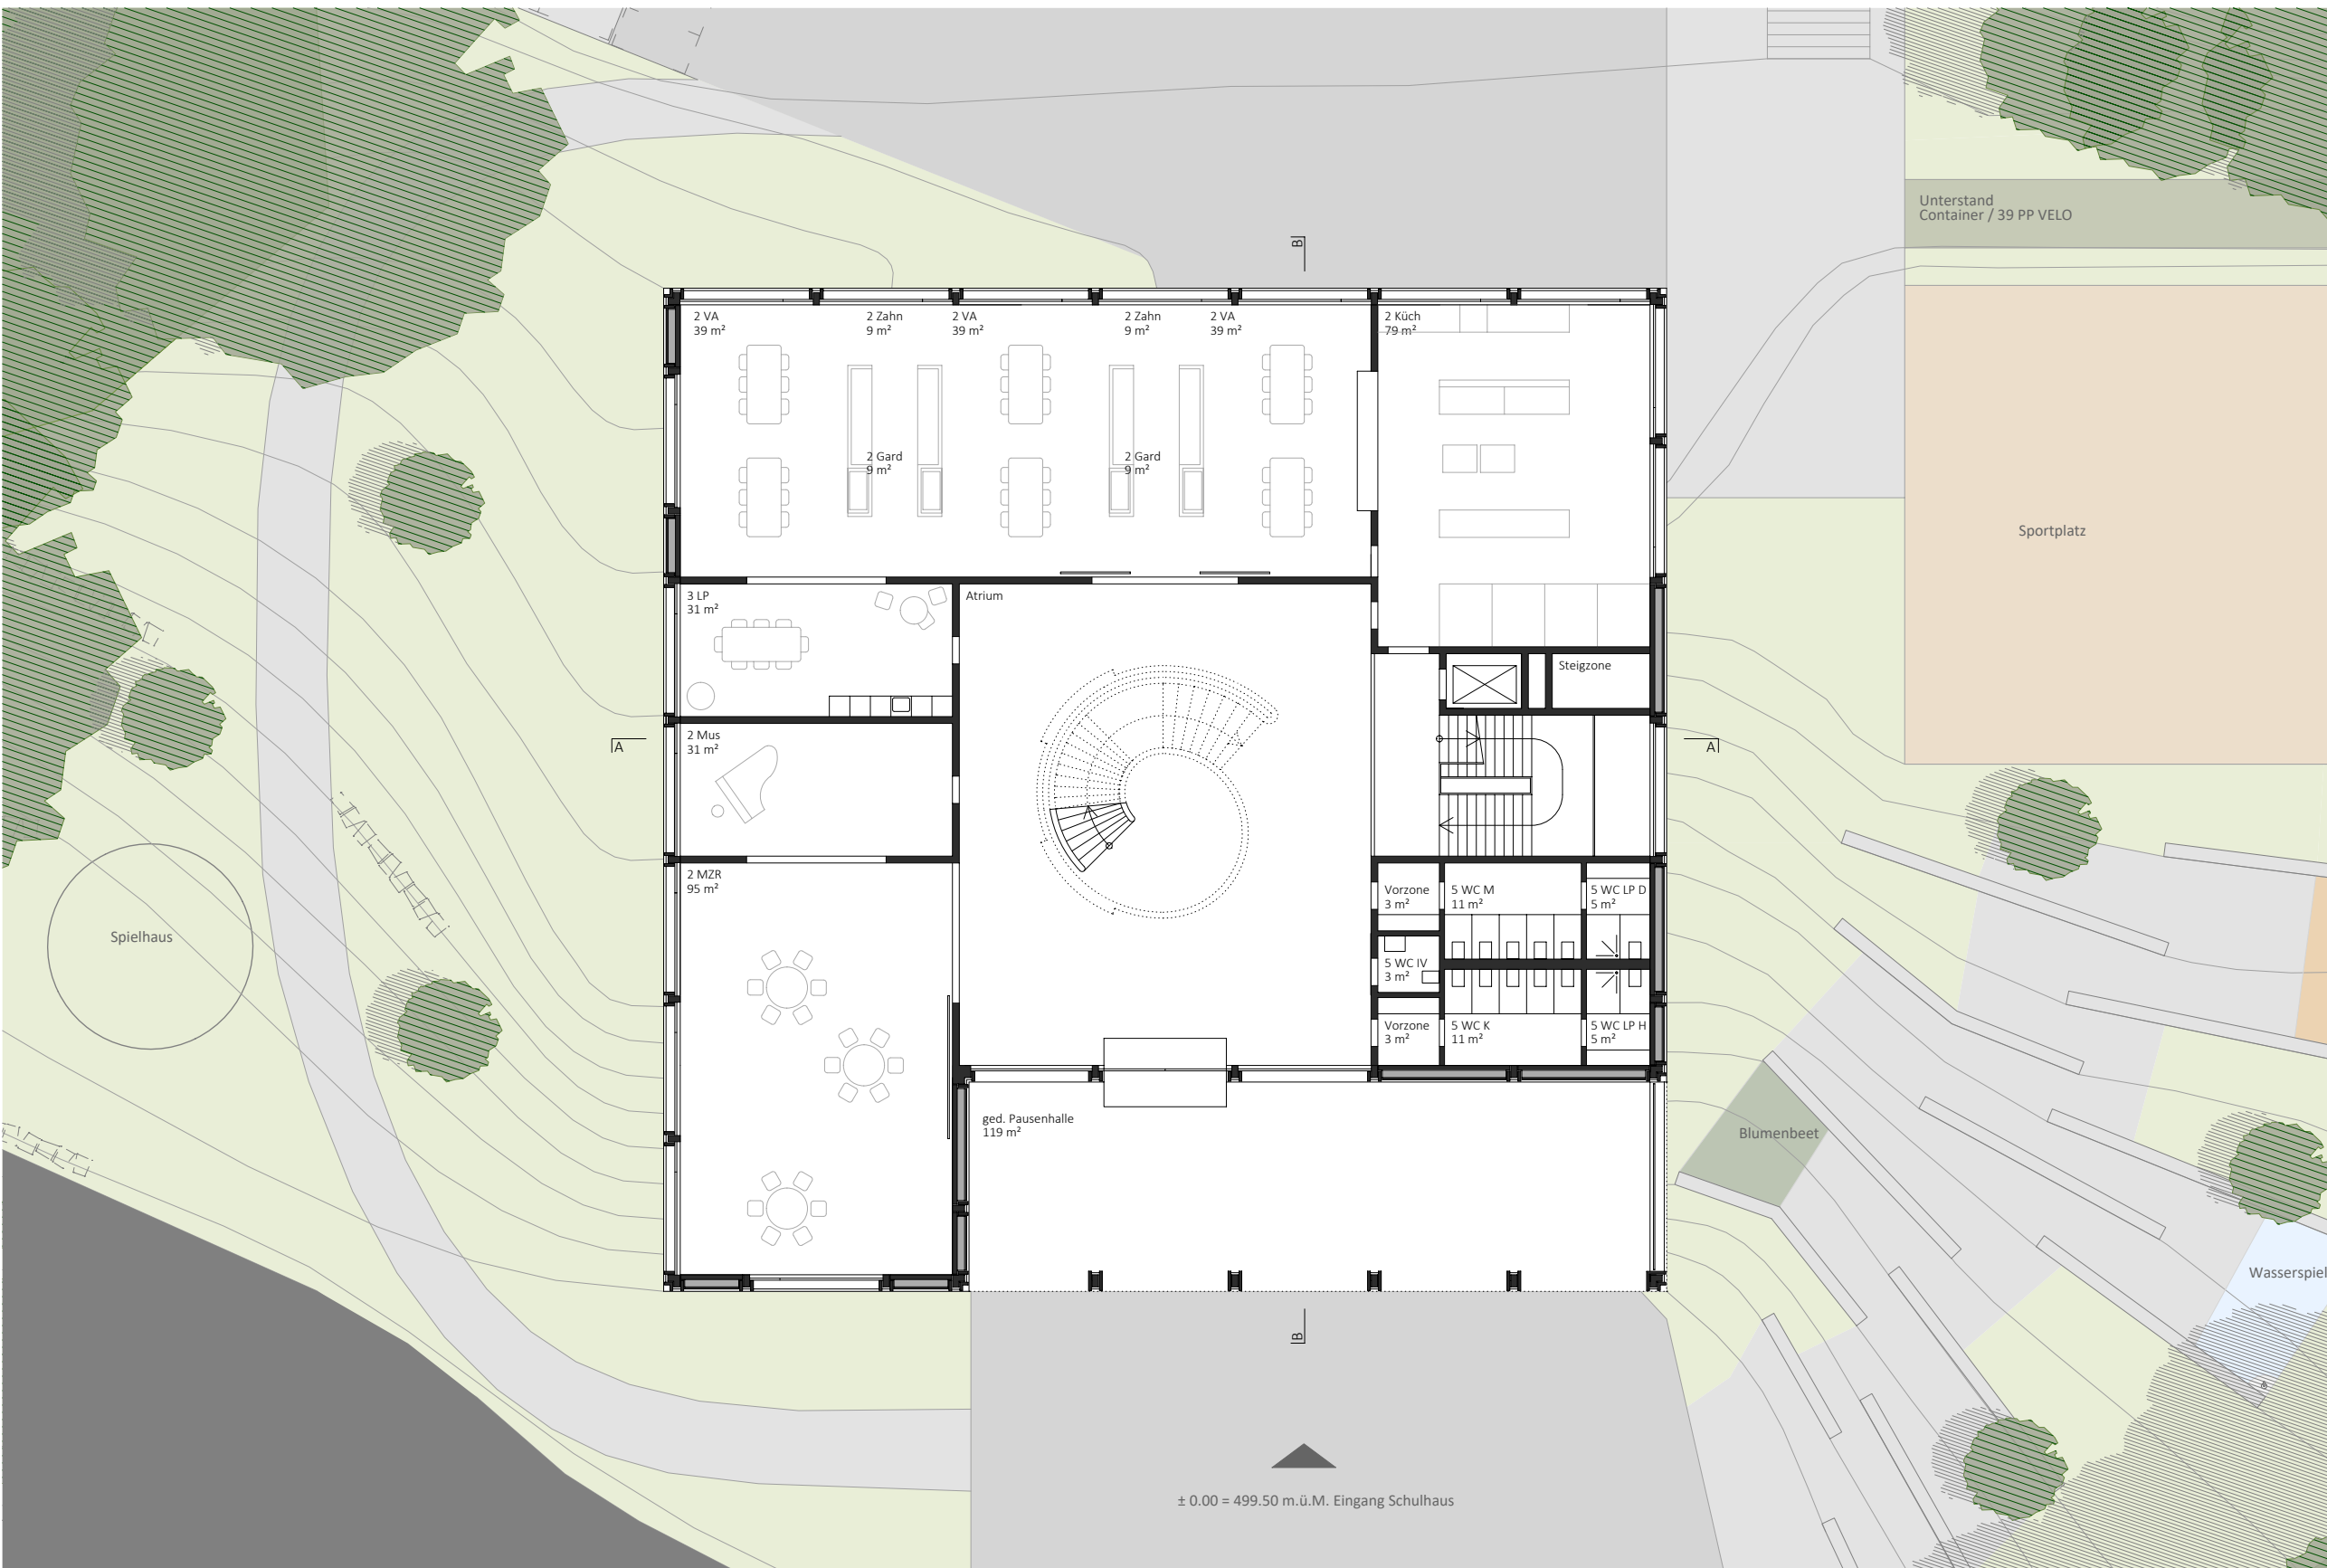 Unterstand
Container / 39 PP VELO
B
2 VA
39 m²
2 Zahn
9 m²
2 VA
39 m²
2 Zahn
9 m²
2 VA
39 m²
2 Küch
79 m²
2 Gard
9 m²
2 Gard
9 m²
Sportplatz
3 LP
31 m²
Atrium
Steigzone
2 Mus
31 m²
A
A
2 MZR
95 m²
Vorzone
3 m²
5 WC M
11 m²
5 WC LP D
5 m²
Spielhaus
5 WC IV
3 m²
Vorzone
3 m²
5 WC K
11 m²
5 WC LP H
5 m²
ged. Pausenhalle
119 m²
Blumenbeet
Wasserspiel
B
± 0.00 = 499.50 m.ü.M. Eingang Schulhaus